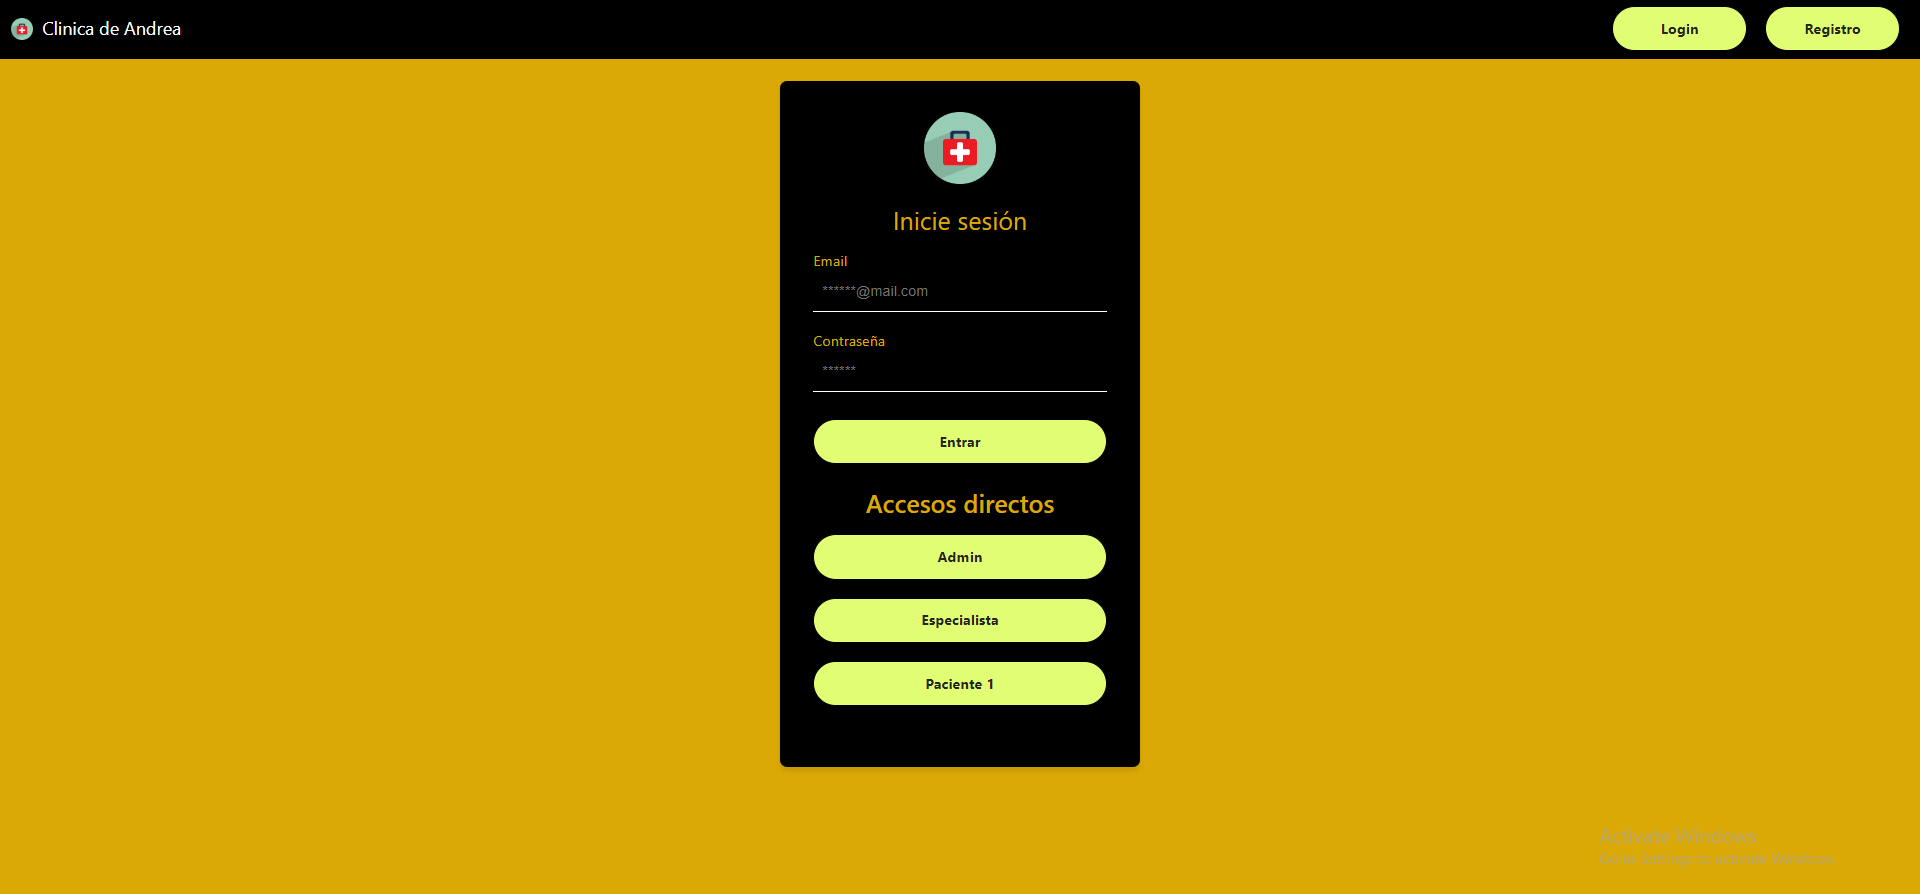 Clinica de Andrea
Login
Registro
Inicie sesión
Email
******@mail.com
Contraseña
******
Entrar
Accesos directos
Admin
Especialista
Paciente 1
Activate Windows
Go to Settings to activate Windows.